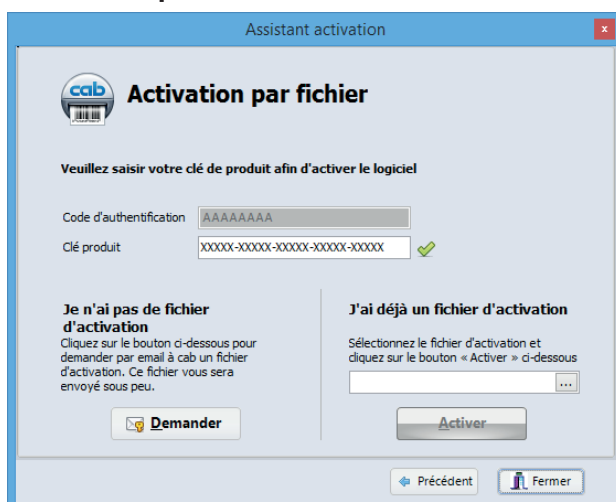 Assistant activation
x
cab
Activation par fichier
Veuillez saisir votre clé de produit afin d'activer le logiciel
Code d'authentification AAAAAAAA
Clé produit XXXXX-XXXXX-XXXXX-XXXXX-XXXXX
Je n'ai pas de fichier
d'activation
Cliquez sur le bouton ci-dessous pour
demander par email à cab un fichier
d'activation. Ce fichier vous sera
envoyé sous peu.
Demander
J'ai déjà un fichier d'activation
Sélectionnez le fichier d'activation et
cliquez sur le bouton « Activer » ci-dessous
...
Activer
Précédent
Fermer